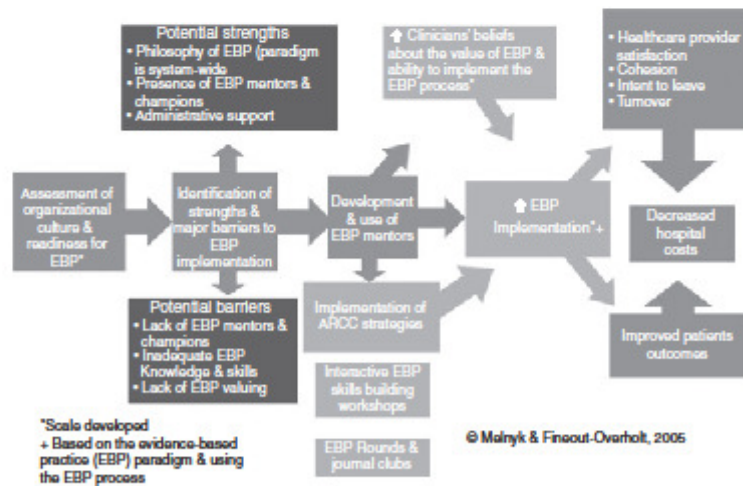 Potential strengths
• Philosophy of EBP (paradigm
is system-wide
• Presence of EBP mentors &
champions
• Administrative support
Clinicians' beliefs
about the value of EBP &
ability to implement the
EBP process*
• Healthcare provider
satisfaction
• Cohesion
• Intent to leave
• Turnover
Assessment of
organizational
culture &
readiness for
EBP*
Identification of
strengths &
major barriers to
EBP
implementation
Development
& use of
EBP mentors
EBP
Implementation*+
Decreased
hospital
costs
Potential barriers
• Lack of EBP mentors &
champions
• Inadequate EBP
Knowledge & skills
• Lack of EBP valuing
Implementation of
ARCC strategies
Interactive EBP
skills building
workshops
EBP Rounds &
journal clubs
Improved patients
outcomes
*Scale developed
+ Based on the evidence-based
practice (EBP) paradigm & using
the EBP process
© Melnyk & Fineout-Overholt, 2005